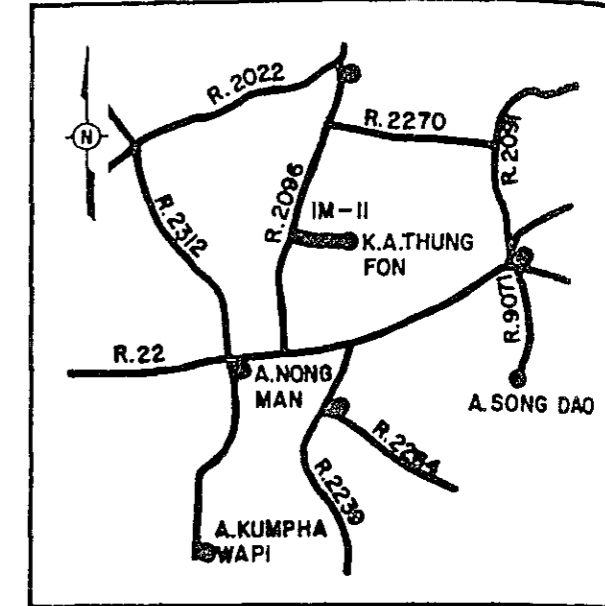 R.2022
R.2270
N
R.2091
R.2096
IM-II
R.2312
K.A.THUNG
FON
R.9071
R.22
A.NONG
MAN
A.SONG DAO
R.2284
R.2239
A.KUMPHA
WAPI